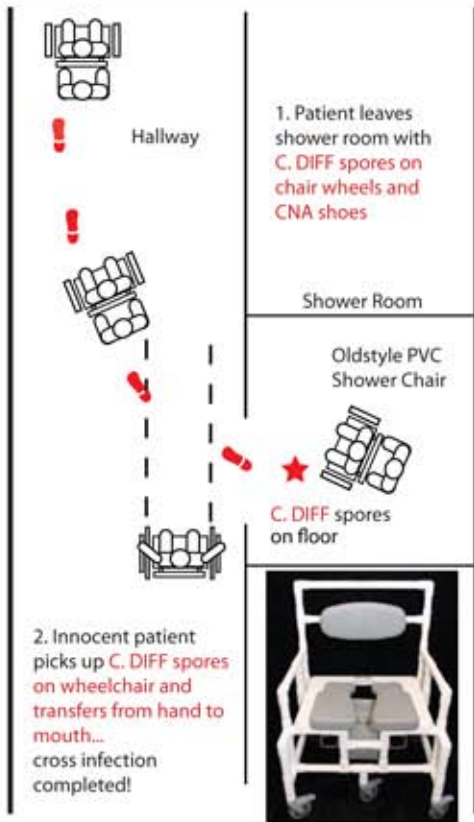 Hallway
1. Patient leaves
shower room with
C. DIFF spores on
chair wheels and
CNA shoes
Shower Room
Oldstyle PVC
Shower Chair
C. DIFF spores
on floor
2. Innocent patient
picks up C. DIFF spores
on wheelchair and
transfers from hand to
mouth...
cross infection
completed!